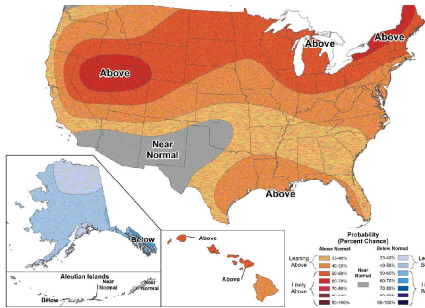 Above
Above
Above
Near
Normal
Above
Below
Aleutian Islands
Near
Normal
Below
Near
Normal
Above
Above
Probability
(Percent Chance)
Above Normal
Below Normal
Leaning
Above
Likely
Above
33-40%
40-50%
50-60%
60-70%
70-80%
80-90%
90-100%
Near
Normal
33-40%
40-50%
50-60%
60-70%
70-80%
80-90%
90-100%